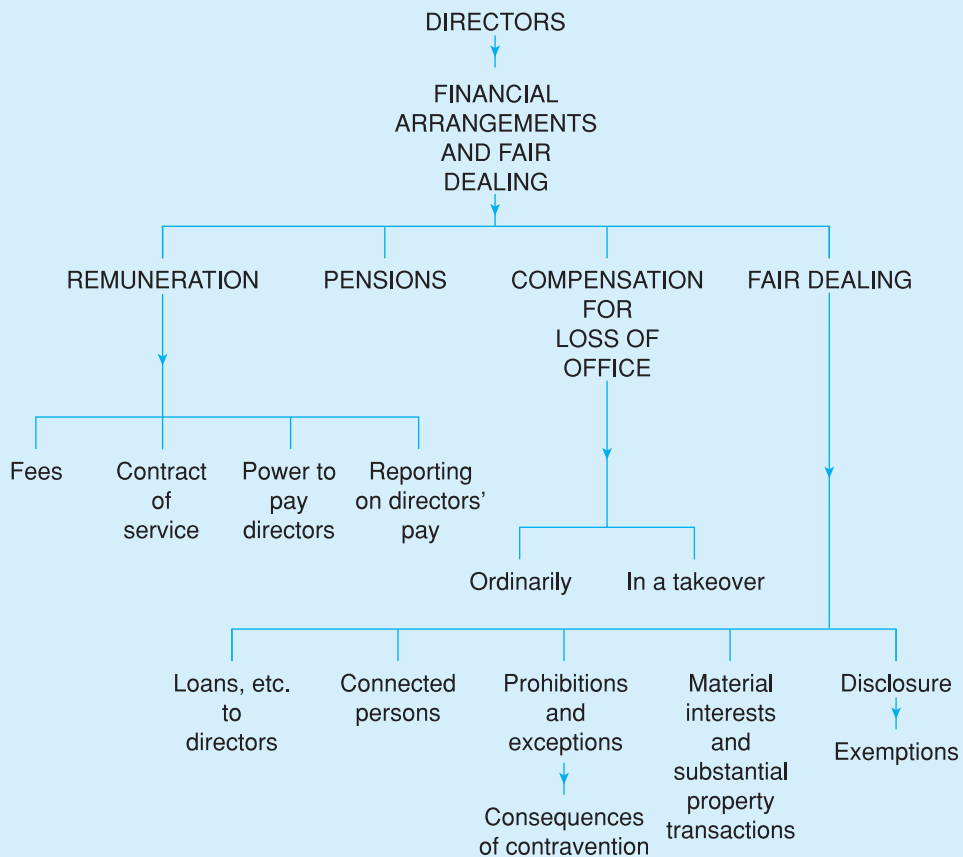 DIRECTORS
FINANCIAL
ARRANGEMENTS
AND FAIR
DEALING
REMUNERATION
PENSIONS
COMPENSATION
FOR
LOSS OF
OFFICE
FAIR DEALING
Fees
Contract
of
service
Power to
pay
directors
Reporting
on directors’
pay
Ordinarily
In a takeover
Loans, etc.
to
directors
Connected
persons
Prohibitions
and
exceptions
Consequences
of contravention
Material
interests
and
substantial
property
transactions
Disclosure
Exemptions